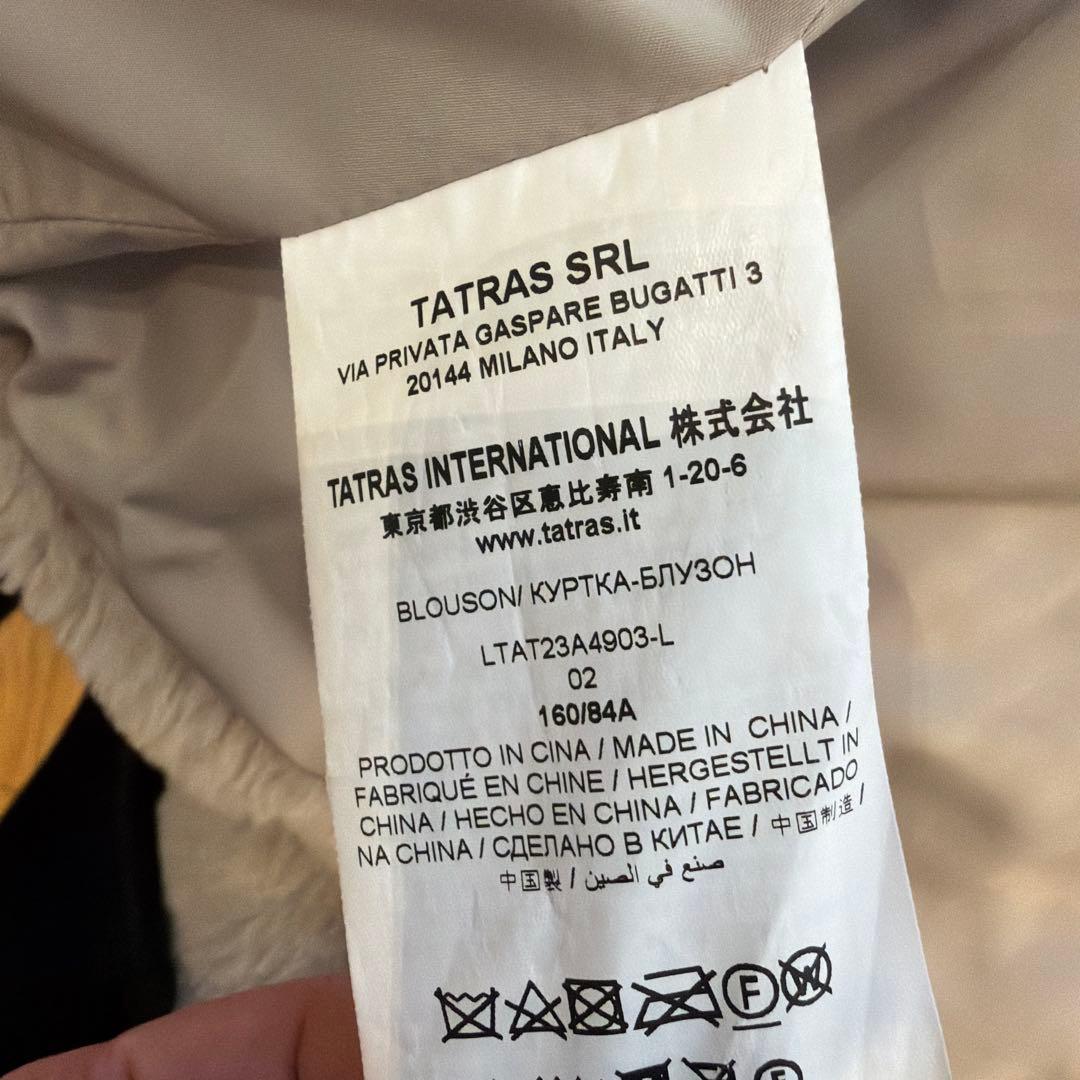 TATRAS SRL
VIA PRIVATA GASPARE BUGATTI 3
20144 MILANO ITALY
TATRAS INTERNATIONAL 株式会社
東京都渋谷区恵比寿南 1-20-6
www.tatras.it
BLOUSON/ КУРТКА-БЛУЗОН
LTAT23A4903-L
02
160/84A
PRODOTTO IN CINA / MADE IN CHINA /
FABRIQUÉ EN CHINE / HERGESTELLT IN
CHINA / HECHO EN CHINA / FABRICADO
NA CHINA / СДЕЛАНО В КИТАЕ / 中国制造 /
中国製 / صنع في الصين
F W